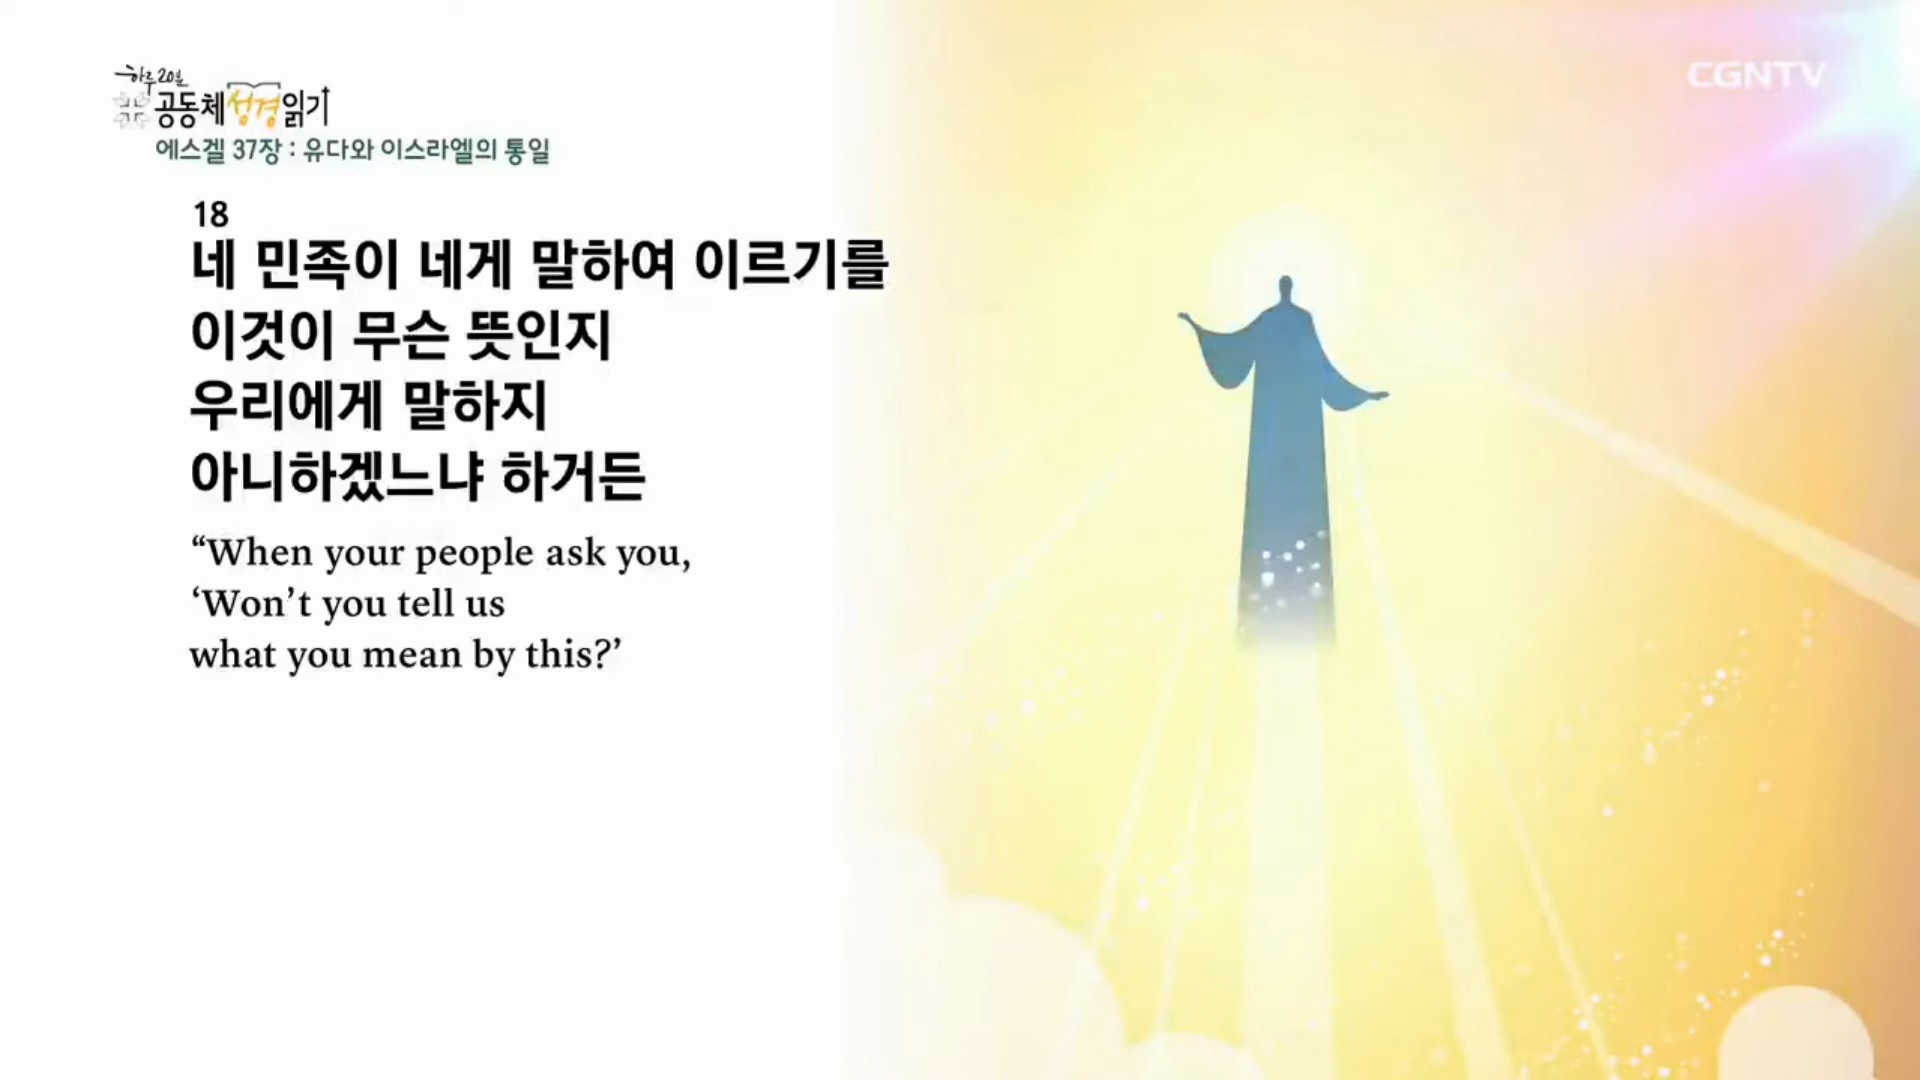 하루 20분
공동체성경읽기
CGNTV
에스겔 37장 : 유다와 이스라엘의 통일
18
네 민족이 네게 말하여 이르기를
이것이 무슨 뜻인지
우리에게 말하지
아니하겠느냐 하거든
“When your people ask you,
‘Won’t you tell us
what you mean by this?’